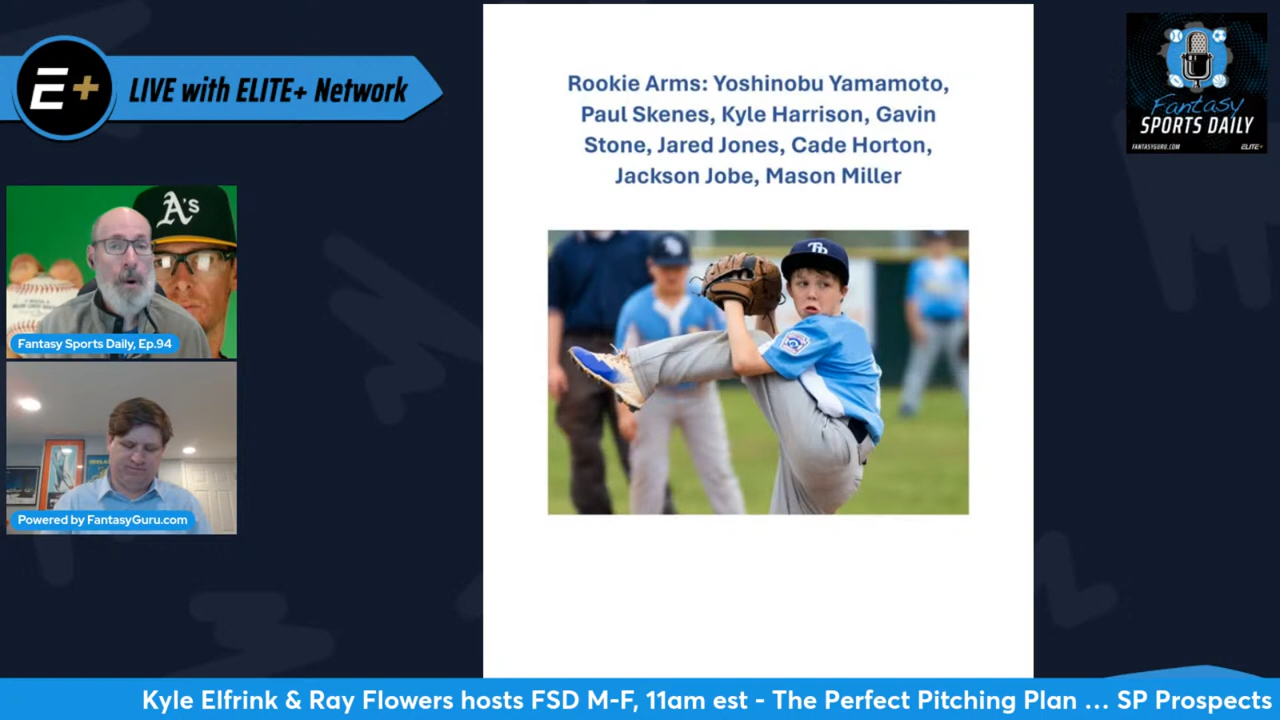 E+
LIVE with ELITE+ Network
Rookie Arms: Yoshinobu Yamamoto,
Paul Skenes, Kyle Harrison, Gavin
Stone, Jared Jones, Cade Horton,
Jackson Jobe, Mason Miller
Fantasy
SPORTS DAILY
FANTASYGURU.COM
ELITE+
A's
Fantasy Sports Daily, Ep.94
Powered by FantasyGuru.com
TB
Kyle Elfrink & Ray Flowers hosts FSD M-F, 11am est - The Perfect Pitching Plan ... SP Prospects